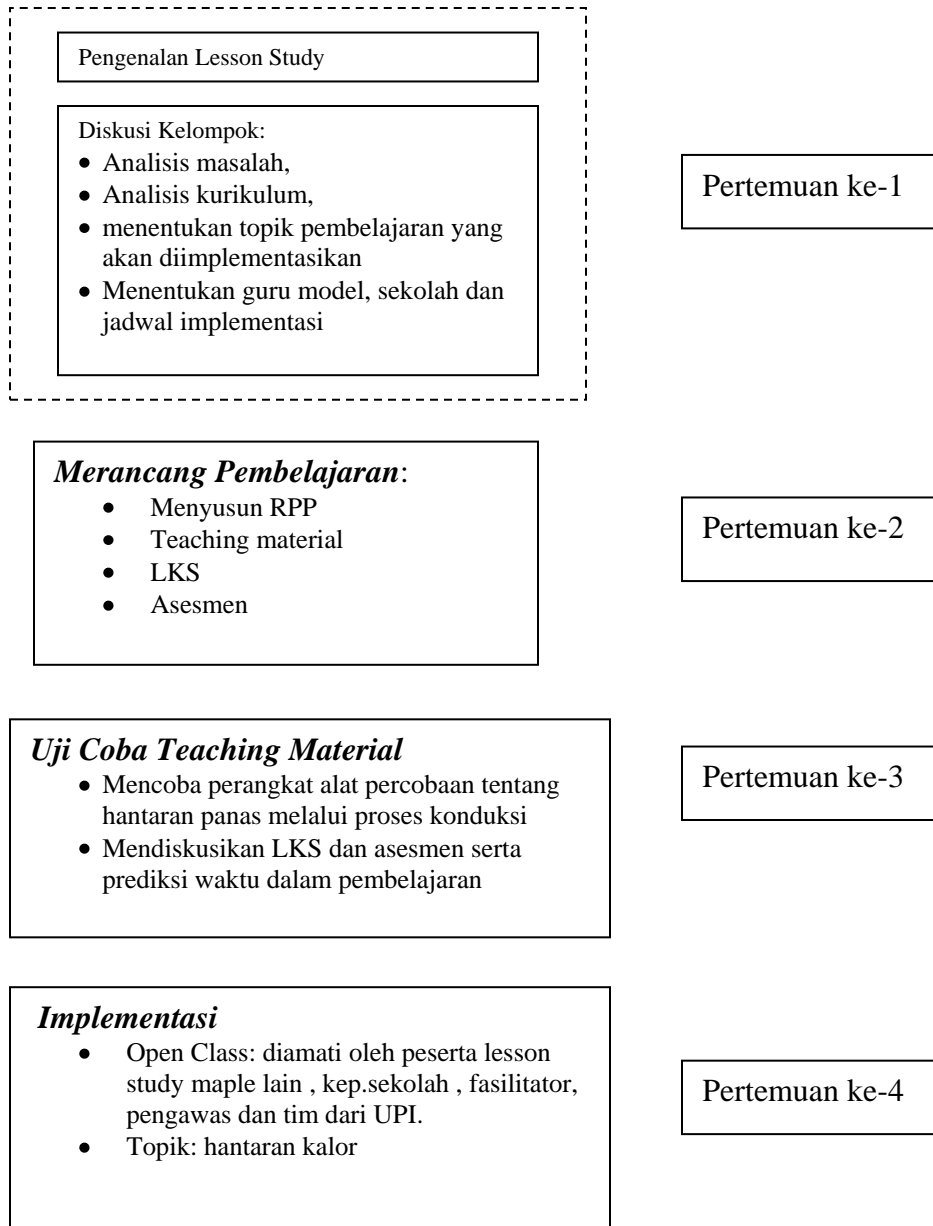 Pengenalan Lesson Study
Diskusi Kelompok:
• Analisis masalah,
• Analisis kurikulum,
• menentukan topik pembelajaran yang
akan diimplementasikan
• Menentukan guru model, sekolah dan
jadwal implementasi
Pertemuan ke-1
Merancang Pembelajaran:
• Menyusun RPP
• Teaching material
• LKS
• Asesmen
Pertemuan ke-2
Uji Coba Teaching Material
• Mencoba perangkat alat percobaan tentang
hantaran panas melalui proses konduksi
• Mendiskusikan LKS dan asesmen serta
prediksi waktu dalam pembelajaran
Pertemuan ke-3
Implementasi
• Open Class: diamati oleh peserta lesson
study maple lain , kep.sekolah , fasilitator,
pengawas dan tim dari UPI.
• Topik: hantaran kalor
Pertemuan ke-4